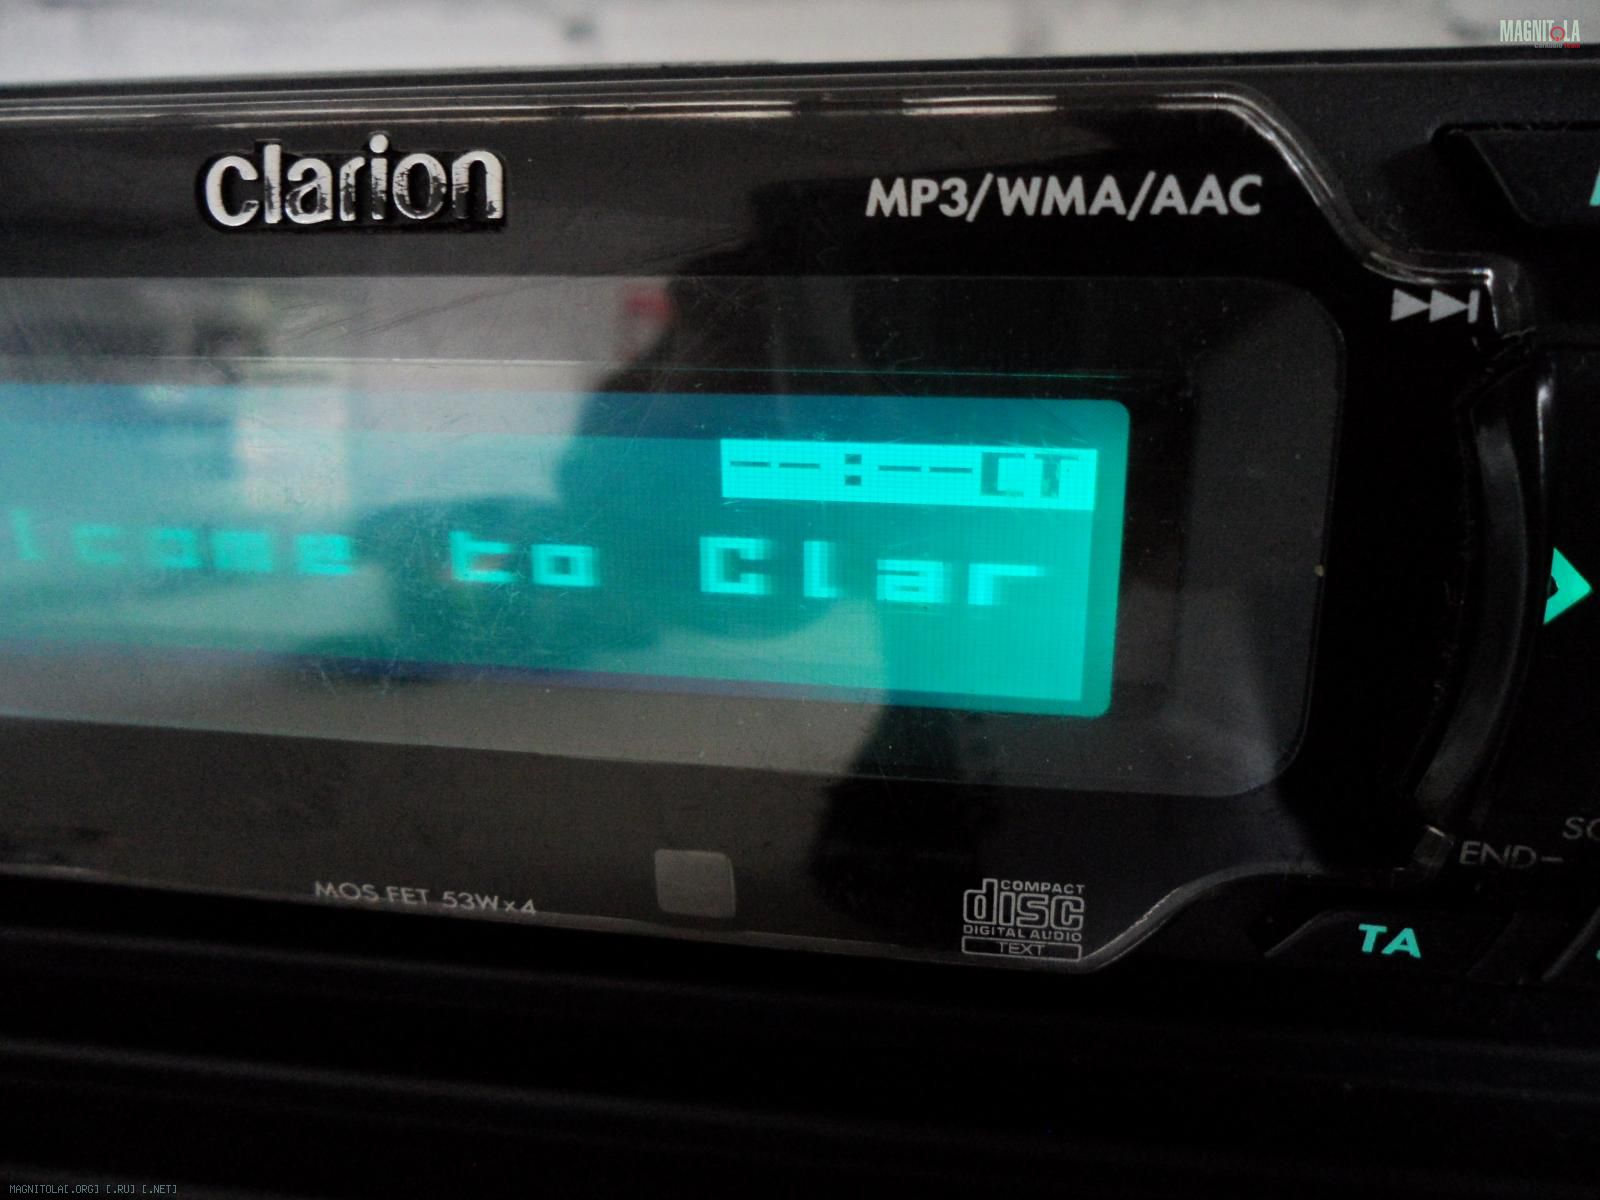 MAGNITOLA
clarion
MP3/WMA/AAC
--:--CT
lcome to Clar
END-
MOS FET 53W×4
COMPACT
disc
DIGITAL AUDIO
TEXT
TA
MAGNITOLA[.ORG] [.RU] [.NET]